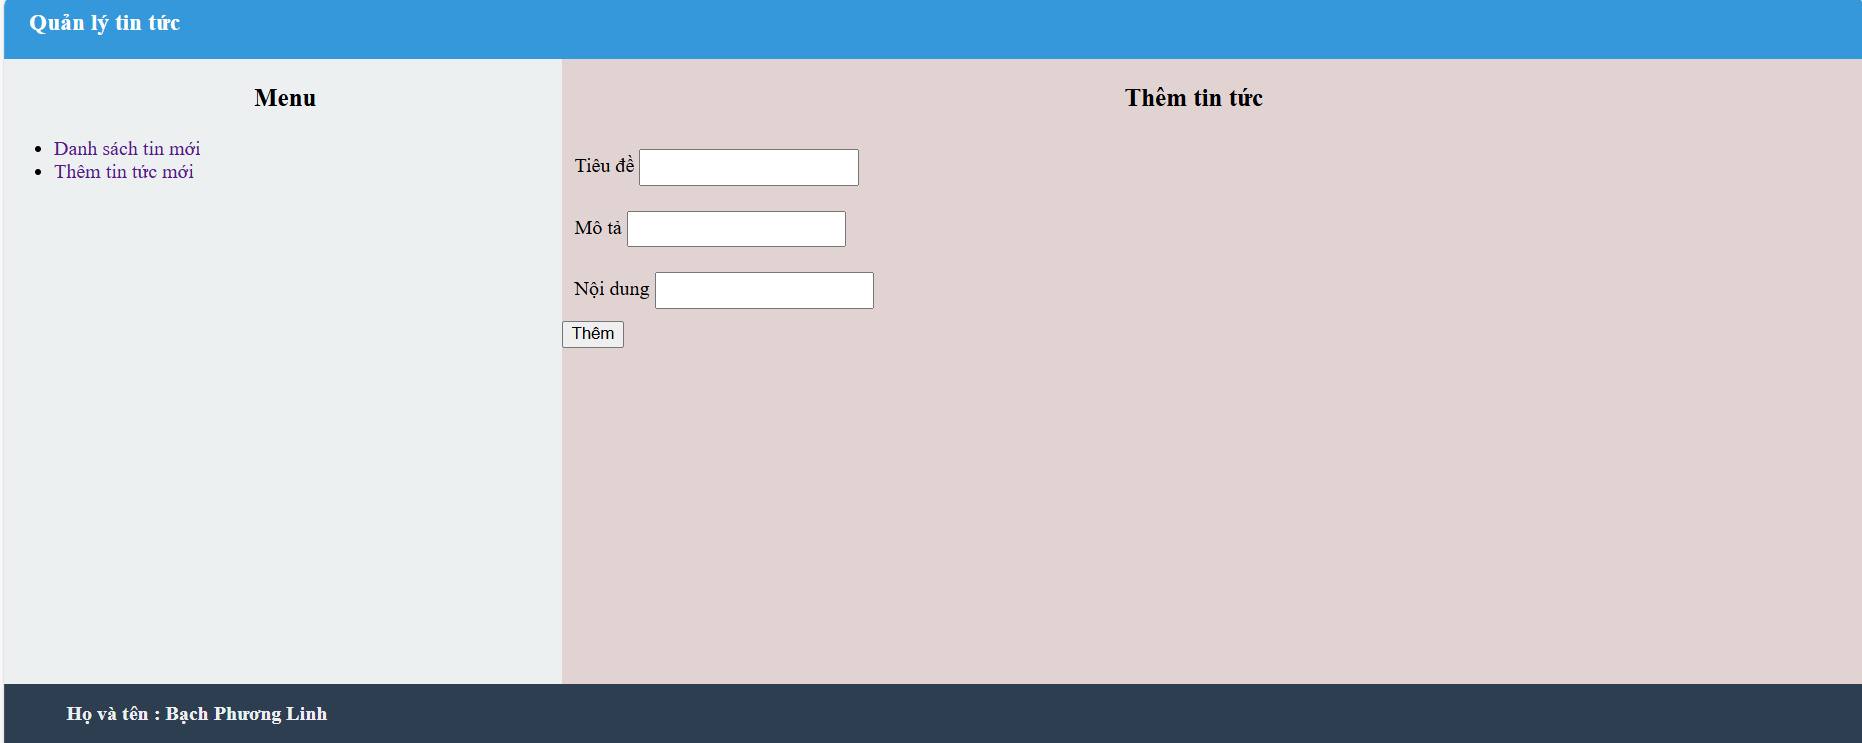 Quản lý tin tức
Menu
Danh sách tin mới
Thêm tin tức mới
Thêm tin tức
Tiêu đề
Mô tả
Nội dung
Thêm
Họ và tên : Bạch Phương Linh